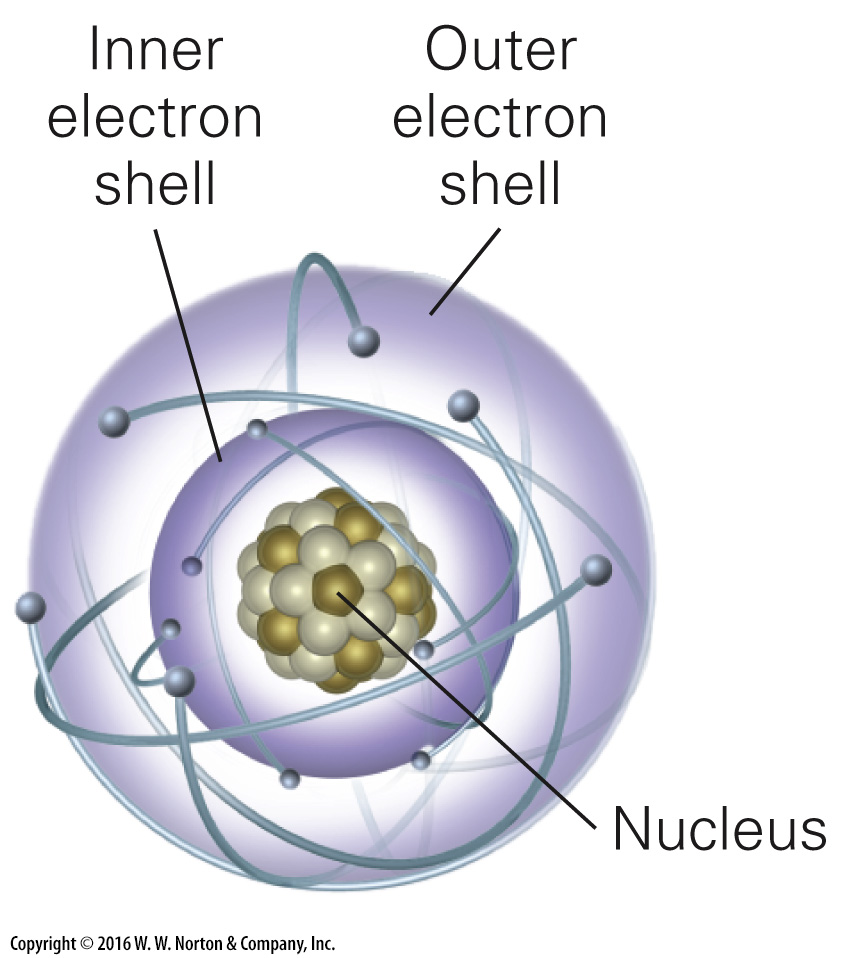 Inner
electron
shell
Outer
electron
shell
Nucleus
Copyright © 2016 W. W. Norton & Company, Inc.